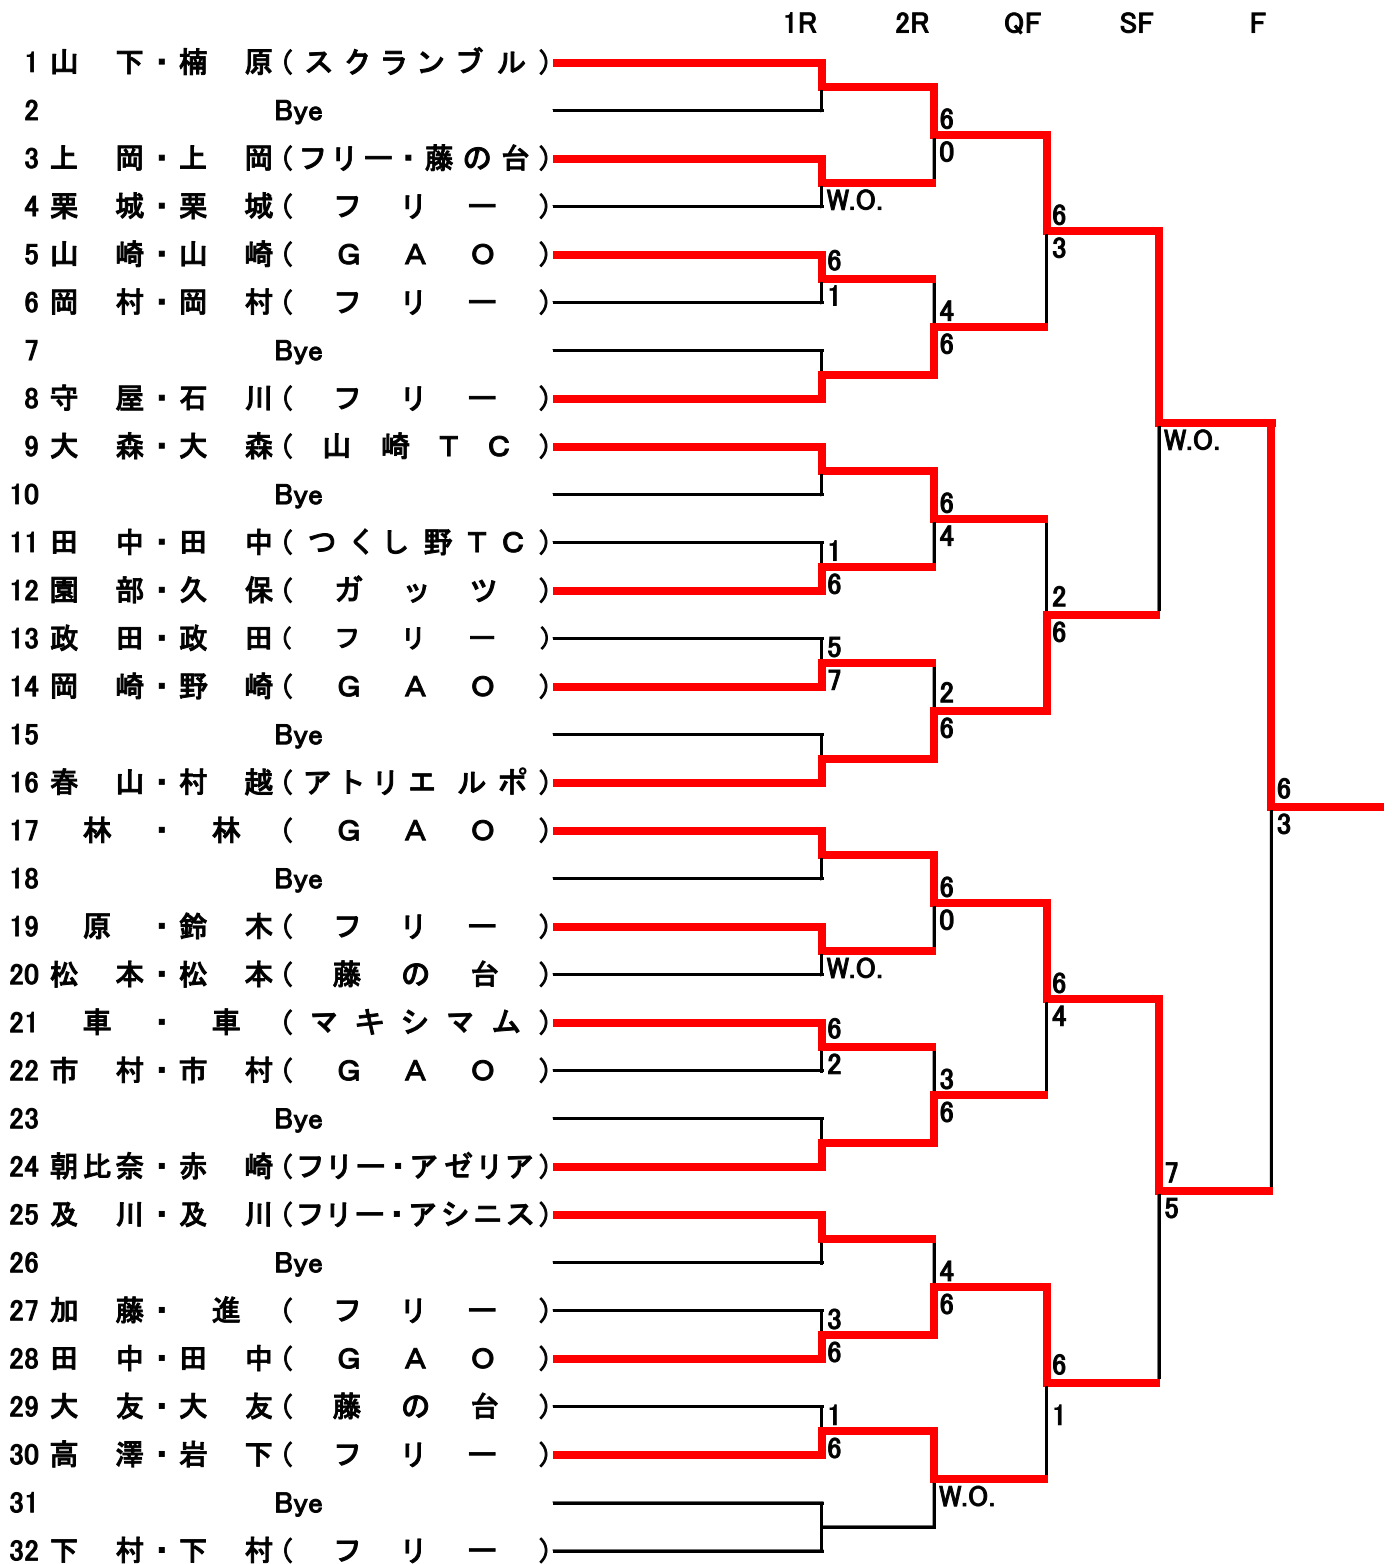 1R 2R QF SF F
1 山 下・楠 原(スクランブル)
2 Bye
6
0
3 上 岡・上 岡(フリー・藤の台)
4 栗 城・栗 城( フ リ ー )
W.O.
6
3
5 山 崎・山 崎( G A O )
6
1
6 岡 村・岡 村( フ リ ー )
4
6
7 Bye
8 守 屋・石 川( フ リ ー )
9 大 森・大 森( 山 崎 T C )
W.O.
10 Bye
6
4
11 田 中・田 中(つくし野TC)
1
6
12 園 部・久 保( ガ ッ ツ )
2
6
13 政 田・政 田( フ リ ー )
5
7
14 岡 崎・野 崎( G A O )
2
6
15 Bye
16 春 山・村 越(アトリエルポ)
6
3
17 林 ・ 林 ( G A O )
18 Bye
6
0
19 原 ・鈴 木( フ リ ー )
20 松 本・松 本( 藤 の 台 )
W.O.
6
4
21 車 ・ 車 (マキシマム)
6
2
22 市 村・市 村( G A O )
3
6
23 Bye
24 朝比奈・赤 崎(フリー・アゼリア)
7
5
25 及 川・及 川(フリー・アシニス)
26 Bye
4
6
27 加 藤・ 進 ( フ リ ー )
3
6
28 田 中・田 中( G A O )
6
1
29 大 友・大 友( 藤 の 台 )
1
6
30 高 澤・岩 下( フ リ ー )
31 Bye
W.O.
32 下 村・下 村( フ リ ー )